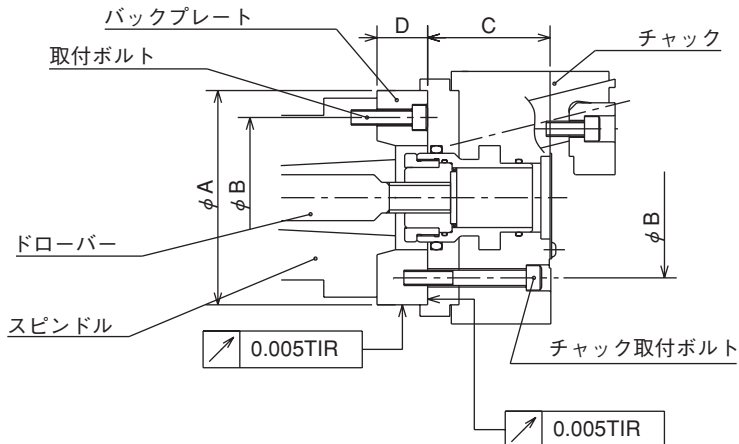 バックプレート
D
C
取付ボルト
チャック
φA
φB
φB
ドローバー
スピンドル
0.005TIR
チャック取付ボルト
0.005TIR